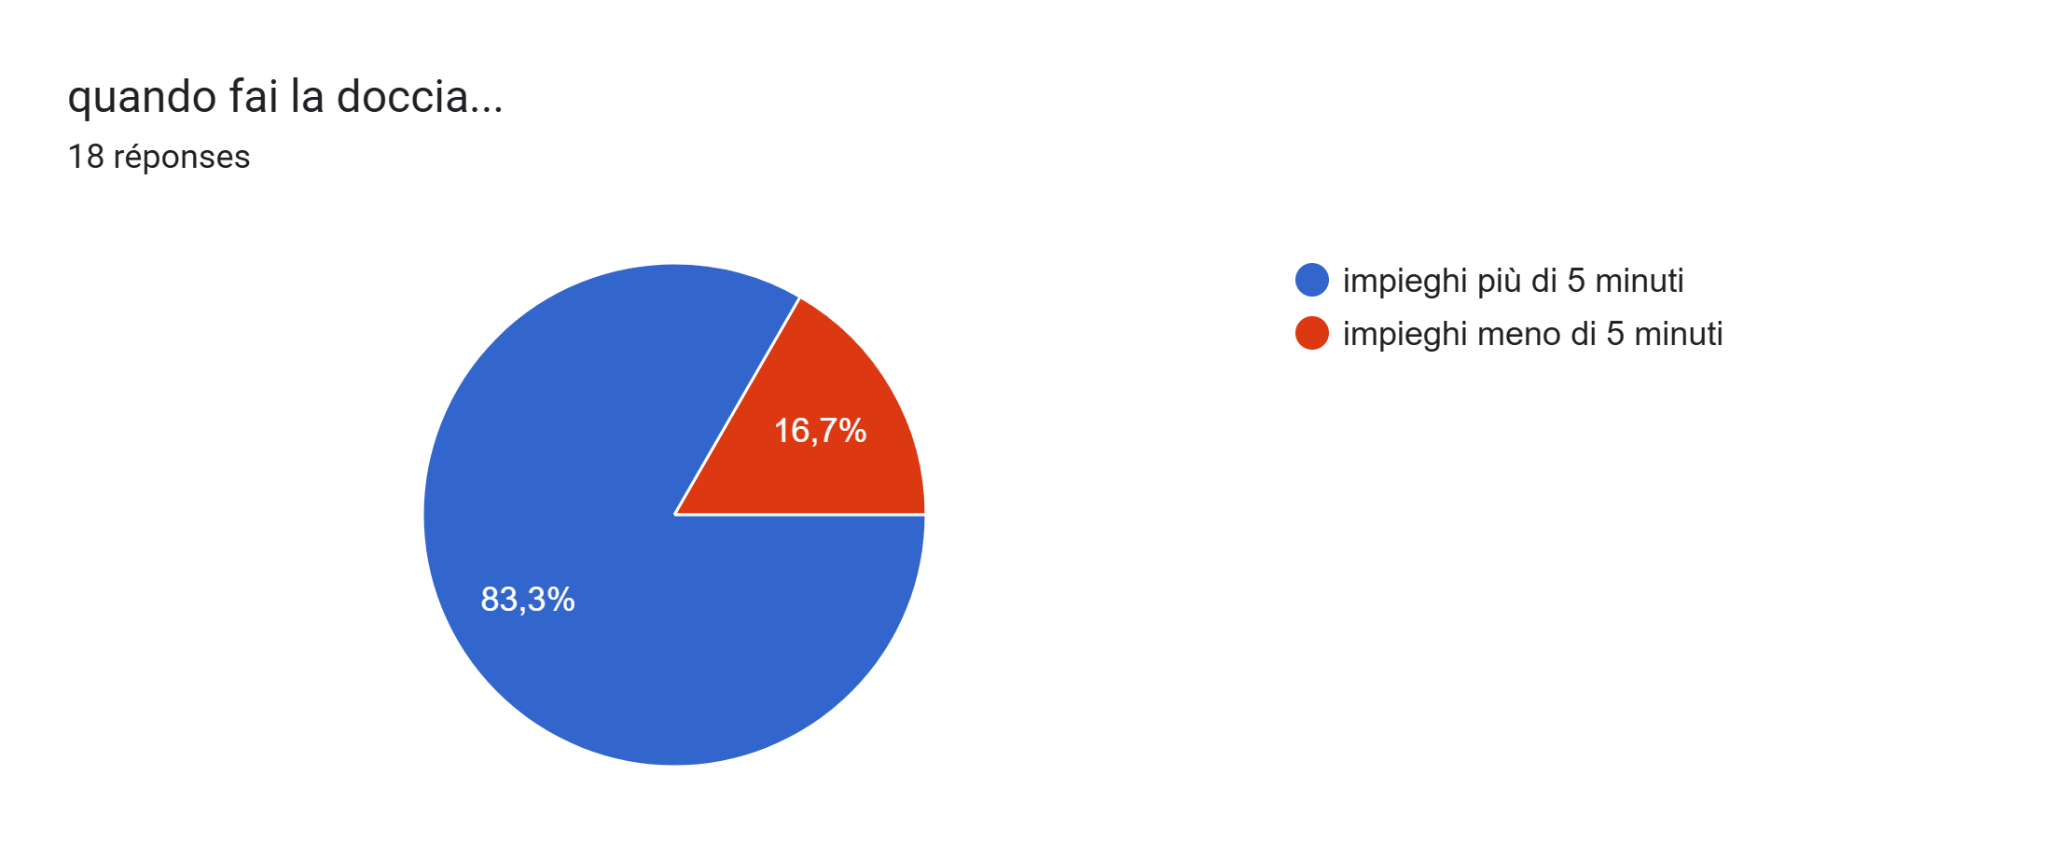 quando fai la doccia...
18 réponses
impieghi più di 5 minuti
impieghi meno di 5 minuti
16,7%
83,3%